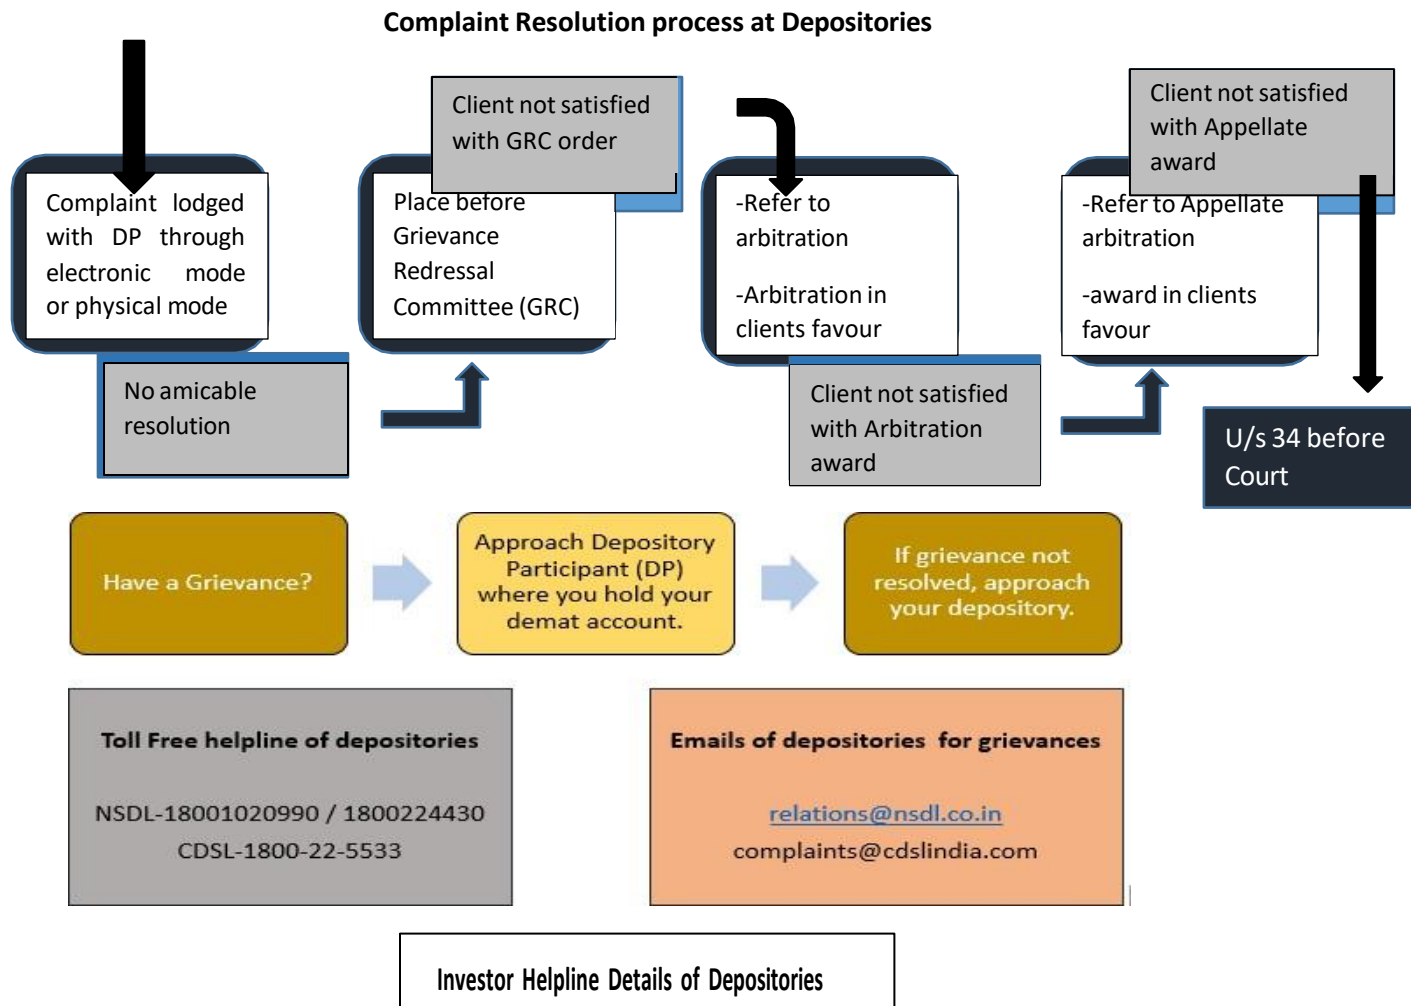 Complaint Resolution process at Depositories
Complaint lodged
with DP through
electronic mode
or physical mode
No amicable
resolution
Place before
Grievance
Redressal
Committee (GRC)
Client not satisfied
with GRC order
-Refer to
arbitration
-Arbitration in
clients favour
Client not satisfied
with Arbitration
award
-Refer to Appellate
arbitration
-award in clients
favour
Client not satisfied
with Appellate
award
U/s 34 before
Court
Have a Grievance?
Approach Depository
Participant (DP)
where you hold your
demat account.
If grievance not
resolved, approach
your depository.
Toll Free helpline of depositories
NSDL-18001020990 / 1800224430
CDSL-1800-22-5533
Emails of depositories for grievances
relations@nsdl.co.in
complaints@cdslindia.com
Investor Helpline Details of Depositories